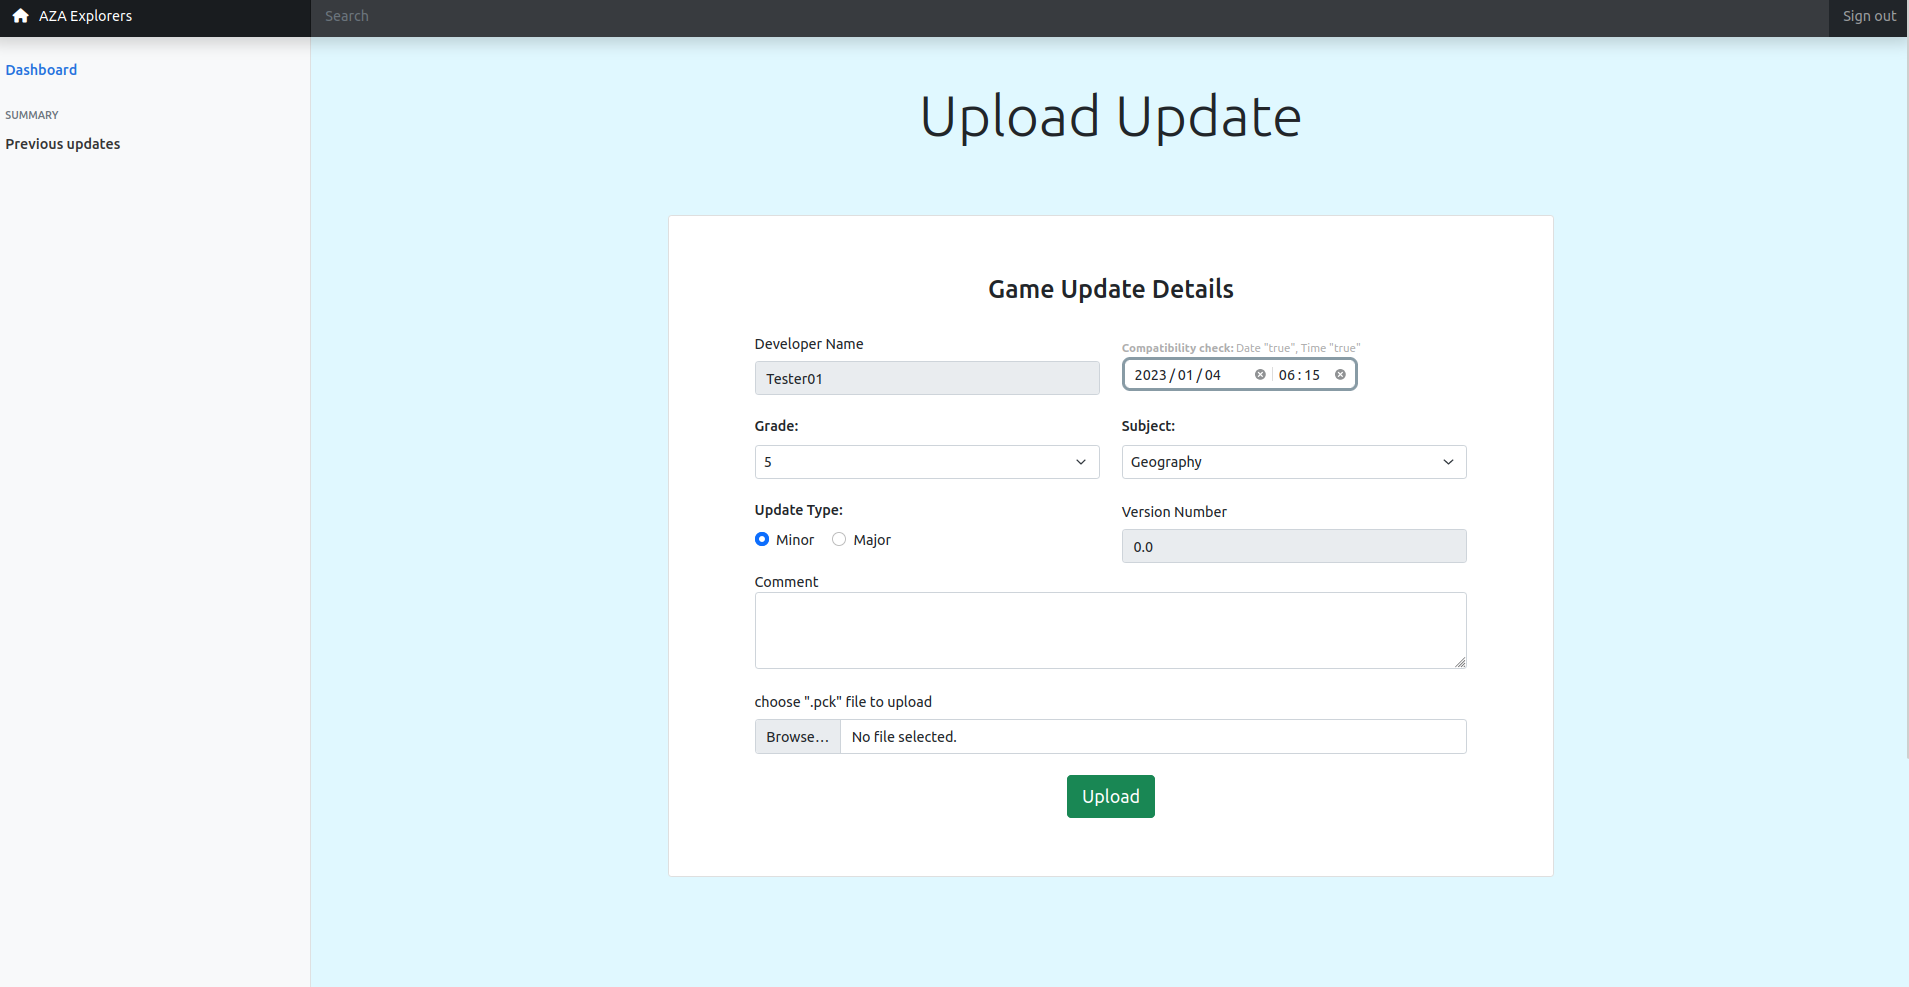 AZA Explorers
Search
Sign out
Dashboard
SUMMARY
Previous updates
Upload Update
Game Update Details
Developer Name
Tester01
Compatibility check: Date "true", Time "true"
2023/01/04 06:15
Grade:
5
Subject:
Geography
Update Type:
Minor Major
Version Number
0.0
Comment
choose ".pck" file to upload
Browse... No file selected.
Upload